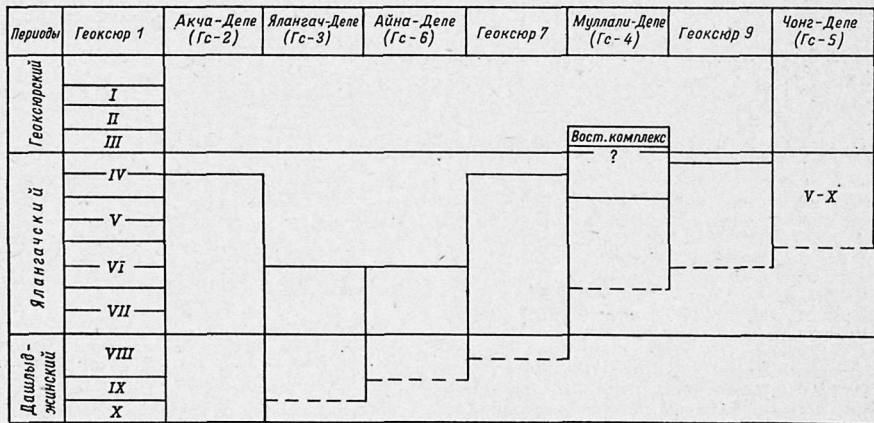 Периоды
Геоксюр 1
Акча-Депе
(Гс-2)
Ялангач-Депе
(Гс-3)
Айна-Депе
(Гс-6)
Геоксюр 7
Муллали-Депе
(Гс-4)
Геоксюр 9
Чонг-Депе
(Гс-5)
Геоксюрский
I
II
III
Вост. комплекс
?
Ялангачский
IV
V
V-X
VI
VII
Дашлыд-
жинский
VIII
IX
X